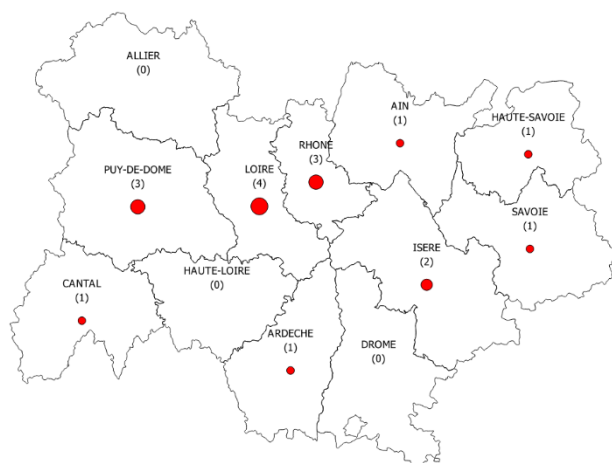 ALLIER
(0)
AIN
(1)
HAUTE-SAVOIE
(1)
RHONE
(3)
PUY-DE-DOME
(3)
LOIRE
(4)
SAVOIE
(1)
ISERE
(2)
HAUTE-LOIRE
(0)
CANTAL
(1)
ARDECHE
(1)
DROME
(0)